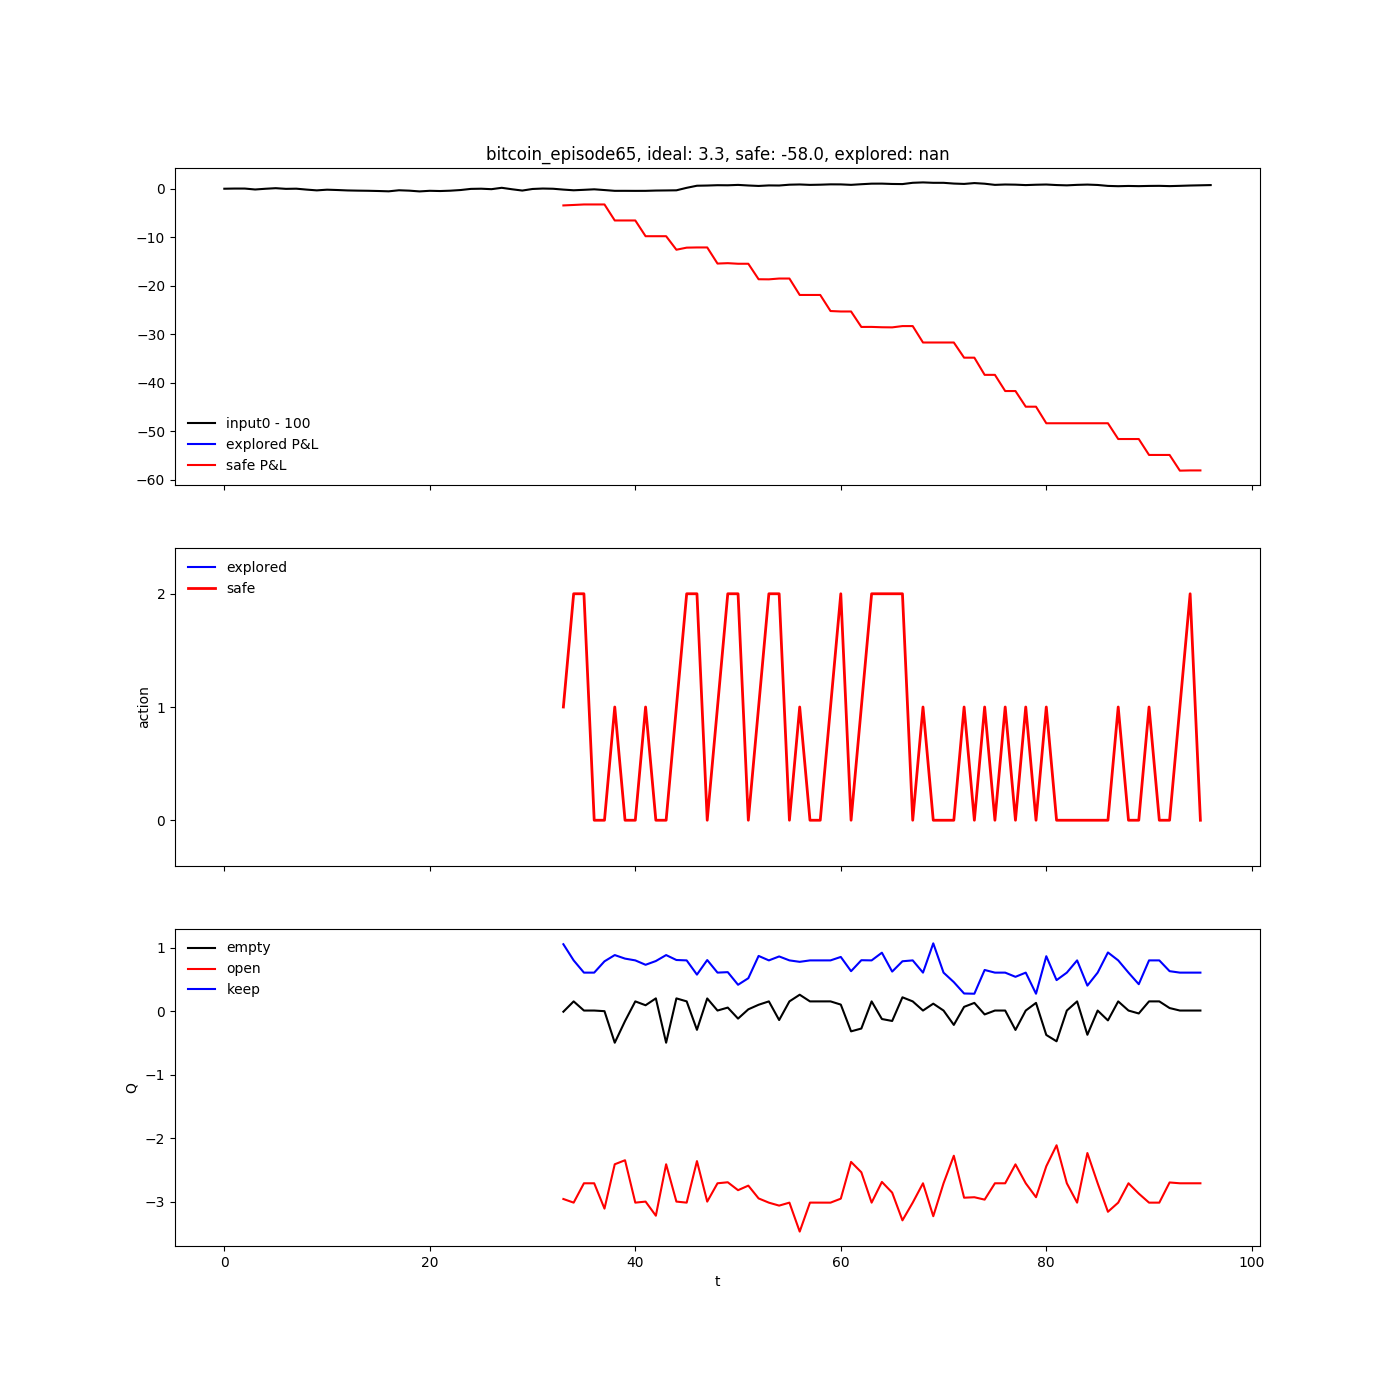 bitcoin_episode65, ideal: 3.3, safe: -58.0, explored: nan
0
−10
−20
−30
−40
−50
−60
input0 - 100
explored P&L
safe P&L
2
1
0
action
explored
safe
1
0
−1
−2
−3
Q
empty
open
keep
0
20
40
60
80
100
t